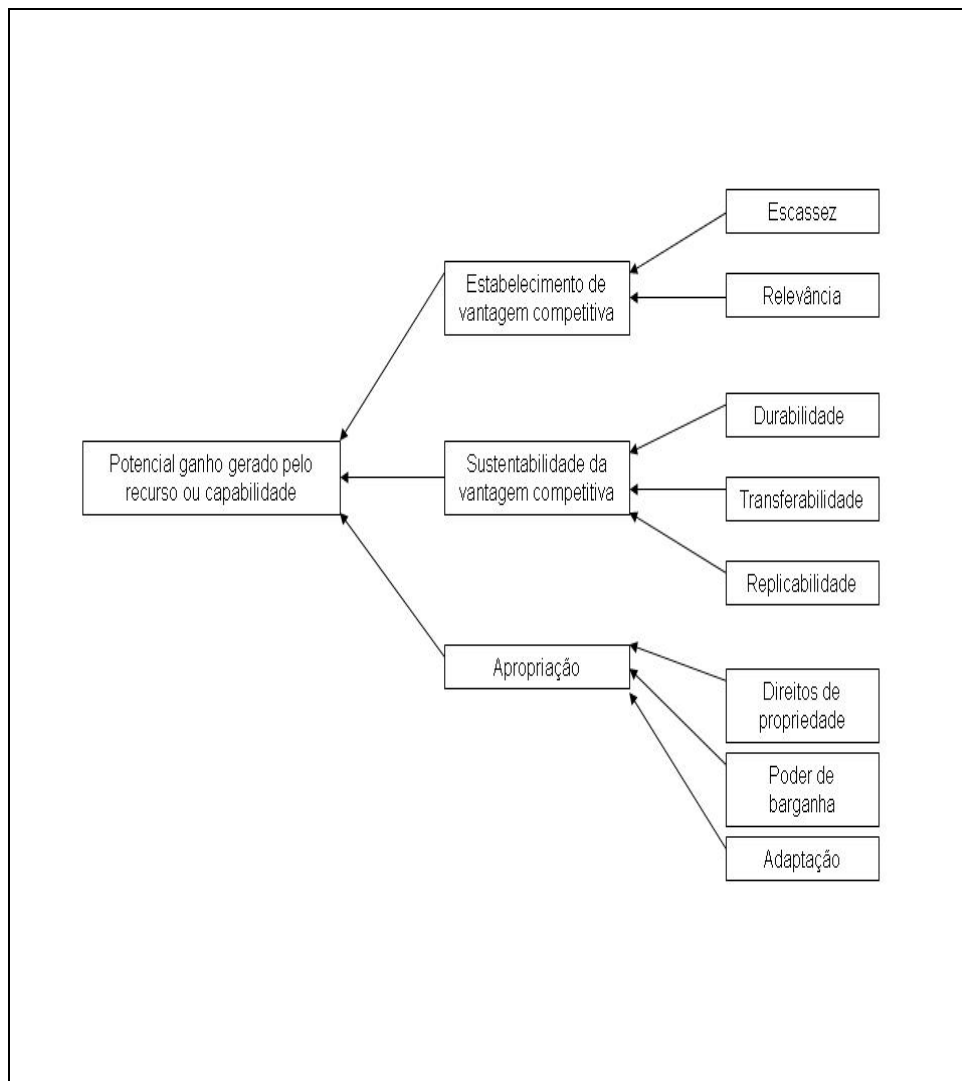 Escassez
Estabelecimento de
vantagem competitiva
Relevância
Durabilidade
Potencial ganho gerado pelo
recurso ou capabilidade
Sustentabilidade da
vantagem competitiva
Transferabilidade
Replicabilidade
Apropriação
Direitos de
propriedade
Poder de
barganha
Adaptação